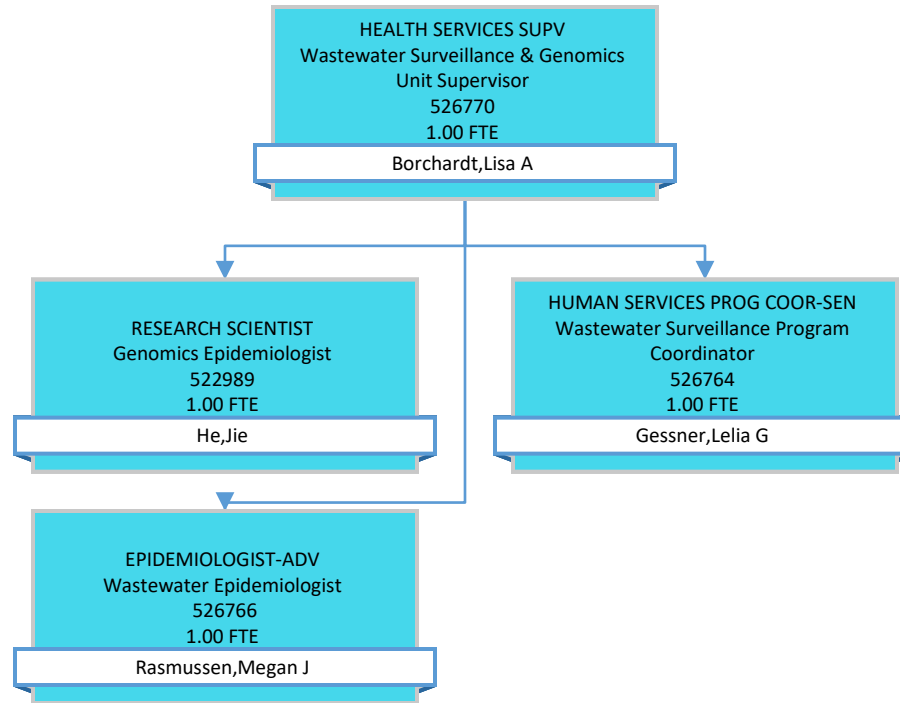 HEALTH SERVICES SUPV
Wastewater Surveillance & Genomics
Unit Supervisor
526770
1.00 FTE
Borchardt,Lisa A
RESEARCH SCIENTIST
Genomics Epidemiologist
522989
1.00 FTE
He,Jie
HUMAN SERVICES PROG COOR-SEN
Wastewater Surveillance Program
Coordinator
526764
1.00 FTE
Gessner,Lelia G
EPIDEMIOLOGIST-ADV
Wastewater Epidemiologist
526766
1.00 FTE
Rasmussen,Megan J